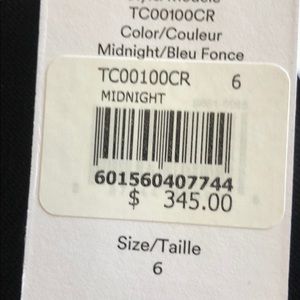 TC00100CR
Color/Couleur
Midnight/Bleu Fonce
TC00100CR 6
MIDNIGHT
601560407744
$ 345.00
Size/Taille
6